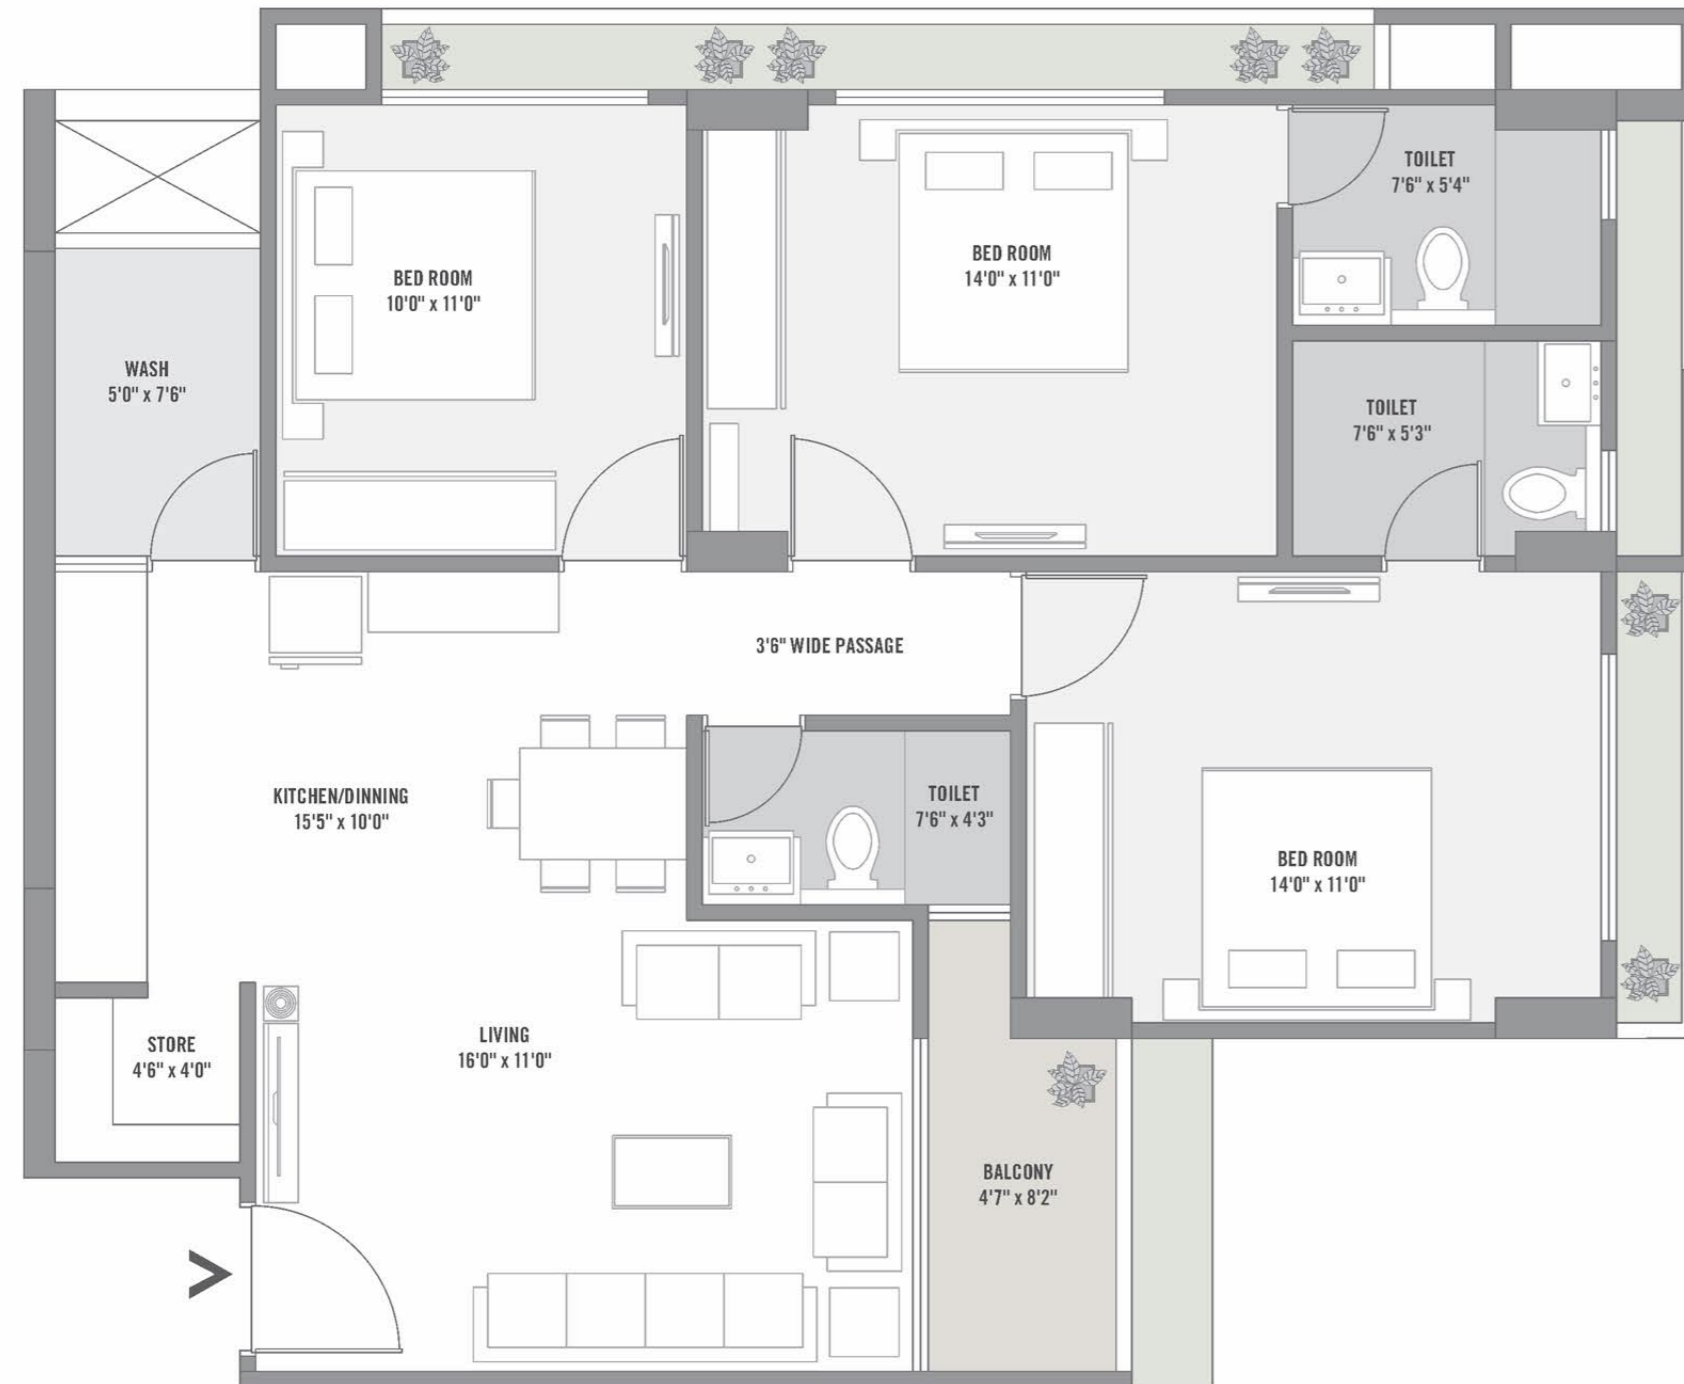 TOILET
7'6" x 5'4"
BED ROOM
14'0" x 11'0"
BED ROOM
10'0" x 11'0"
WASH
5'0" x 7'6"
TOILET
7'6" x 5'3"
3'6" WIDE PASSAGE
KITCHEN/DINNING
15'5" x 10'0"
TOILET
7'6" x 4'3"
BED ROOM
14'0" x 11'0"
STORE
4'6" x 4'0"
LIVING
16'0" x 11'0"
BALCONY
4'7" x 8'2"